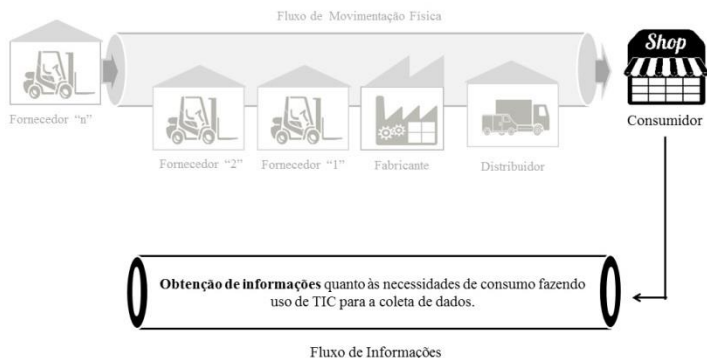 Fluxo de Movimentação Física
Shop
Fornecedor “n”
Consumidor
Fornecedor “2”
Fornecedor “1”
Fabricante
Distribuidor
Obtenção de informações quanto às necessidades de consumo fazendo
uso de TIC para a coleta de dados.
Fluxo de Informações